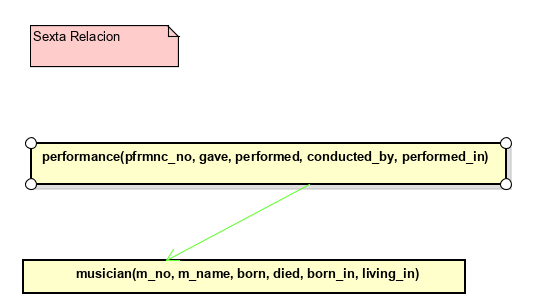 Sexta Relacion
performance(pfrmnc_no, gave, performed, conducted_by, performed_in)
musician(m_no, m_name, born, died, born_in, living_in)